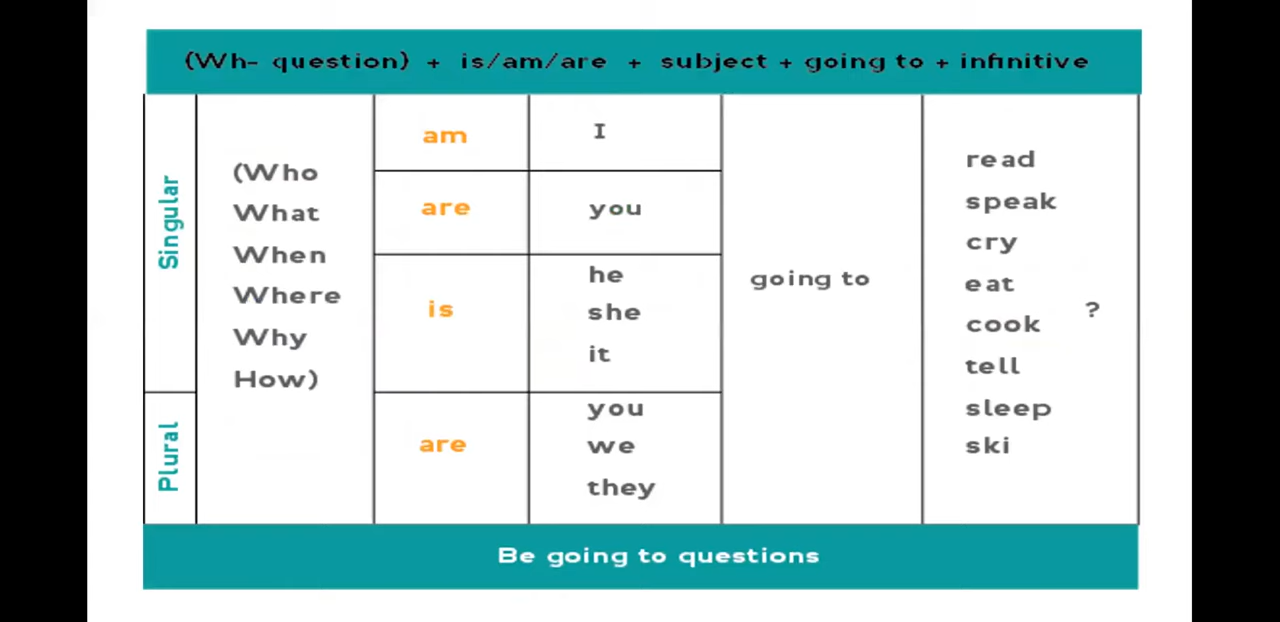 (Wh- question) + is/am/are + subject + going to + infinitive
Singular
(Who
What
When
Where
Why
How)
am
I
are
you
is
he
she
it
going to
read
speak
cry
eat
cook
tell
sleep
ski
?
Plural
are
you
we
they
Be going to questions